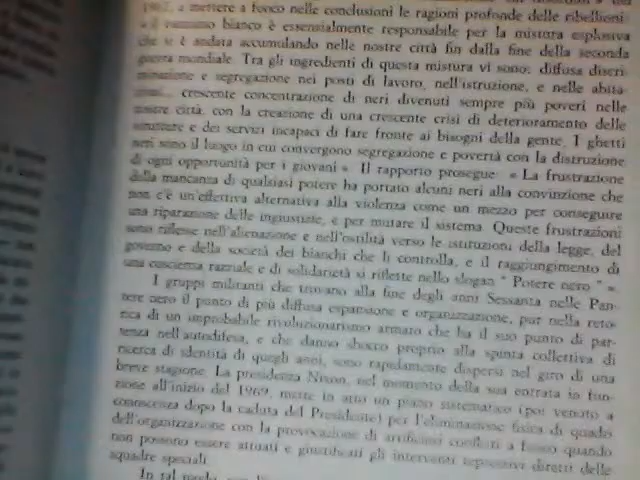 1967, a mettere a fuoco nelle conclusioni le ragioni profonde delle ribellioni:
« il razzismo bianco è essenzialmente responsabile per la mistura esplosiva
che si è andata accumulando nelle nostre città fin dalla fine della seconda
guerra mondiale. Tra gli ingredienti di questa mistura vi sono: diffusa discri-
minazione e segregazione nei posti di lavoro, nell'istruzione, e nelle abita-
zioni... crescente concentrazione di neri divenuti sempre più poveri nelle
nostre città, con la creazione di una crescente crisi di deterioramento delle
strutture e dei servizi incapaci di fare fronte ai bisogni della gente. I ghetti
neri sono il luogo in cui convergono segregazione e povertà con la distruzione
di ogni opportunità per i giovani ». Il rapporto prosegue: « La frustrazione
della mancanza di qualsiasi potere ha portato alcuni neri alla convinzione che
non c'è un'effettiva alternativa alla violenza come un mezzo per conseguire
una riparazione delle ingiustizie, e per mutare il sistema. Queste frustrazioni
sono riflesse nell'alienazione e nell'ostilità verso le istituzioni della legge, del
governo e della società dei bianchi che li controlla, e il raggiungimento di
una coscienza razziale e di solidarietà si riflette nello slogan " Potere nero " ».
I gruppi militanti che trovano alla fine degli anni Sessanta nelle Pan-
tere nere il punto di più diffusa espansione e organizzazione, pur nella reto-
rica di un improbabile rivoluzionarismo armato che ha il suo punto di par-
tenza nell'autodifesa, e che danno sbocco proprio alla spinta collettiva di
ricerca di identità di quegli anni, sono rapidamente dispersi nel giro di una
breve stagione. La presidenza Nixon, nel momento della sua entrata in fun-
zione all'inizio del 1969, mette in atto un piano sistematico (poi venuto a
conoscenza dopo la caduta del Presidente) per l'eliminazione fisica di quadri
dell'organizzazione con la provocazione di artificiosi conflitti a fuoco quando
non possono essere attuati e giustificati gli interventi repressivi diretti delle
squadre speciali.
In tal modo